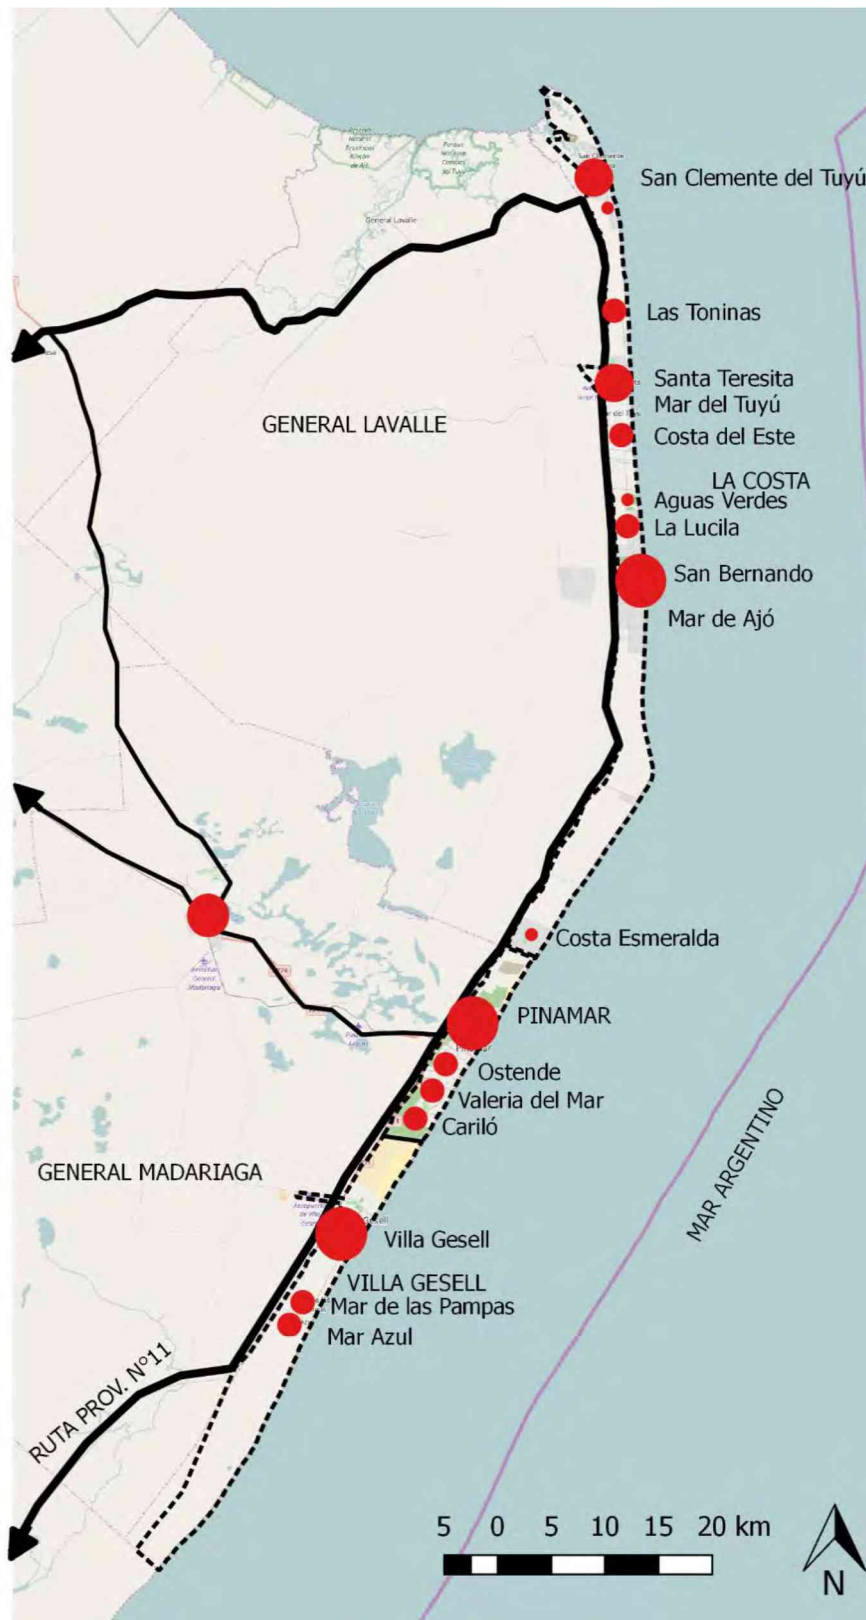 San Clemente del Tuyú
General Lavalle
Las Toninas
Santa Teresita
Mar del Tuyú
GENERAL LAVALLE
Costa del Este
LA COSTA
Aguas Verdes
La Lucila
San Bernando
Mar de Ajó
Costa Esmeralda
PINAMAR
Ostende
Valeria del Mar
Cariló
MAR ARGENTINO
GENERAL MADARIAGA
Villa Gesell
VILLA GESELL
Mar de las Pampas
Mar Azul
RUTA PROV. N°11
5 0 5 10 15 20 km
N